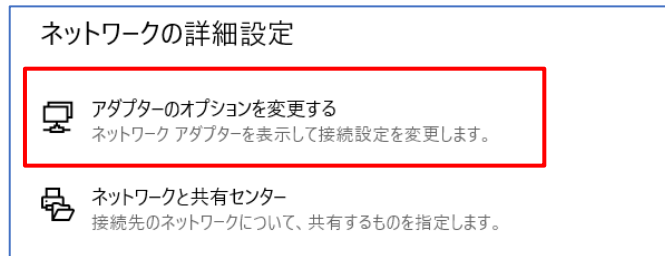 ネットワークの詳細設定
アダプターのオプションを変更する
ネットワーク アダプターを表示して接続設定を変更します。
ネットワークと共有センター
接続先のネットワークについて、共有するものを指定します。